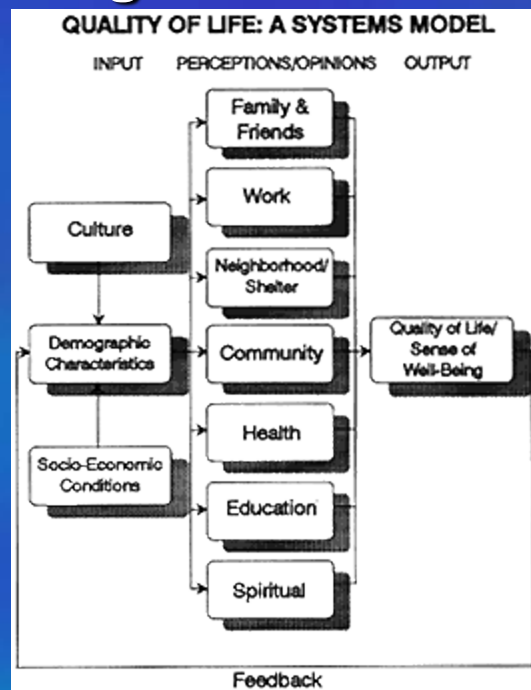 QUALITY OF LIFE: A SYSTEMS MODEL
INPUT PERCEPTIONS/OPINIONS OUTPUT
Family &
Friends
Work
Culture
Neighborhood/
Shelter
Demographic
Characteristics
Community
Quality of Life/
Sense of
Well-Being
Health
Socio-Economic
Conditions
Education
Spiritual
Feedback